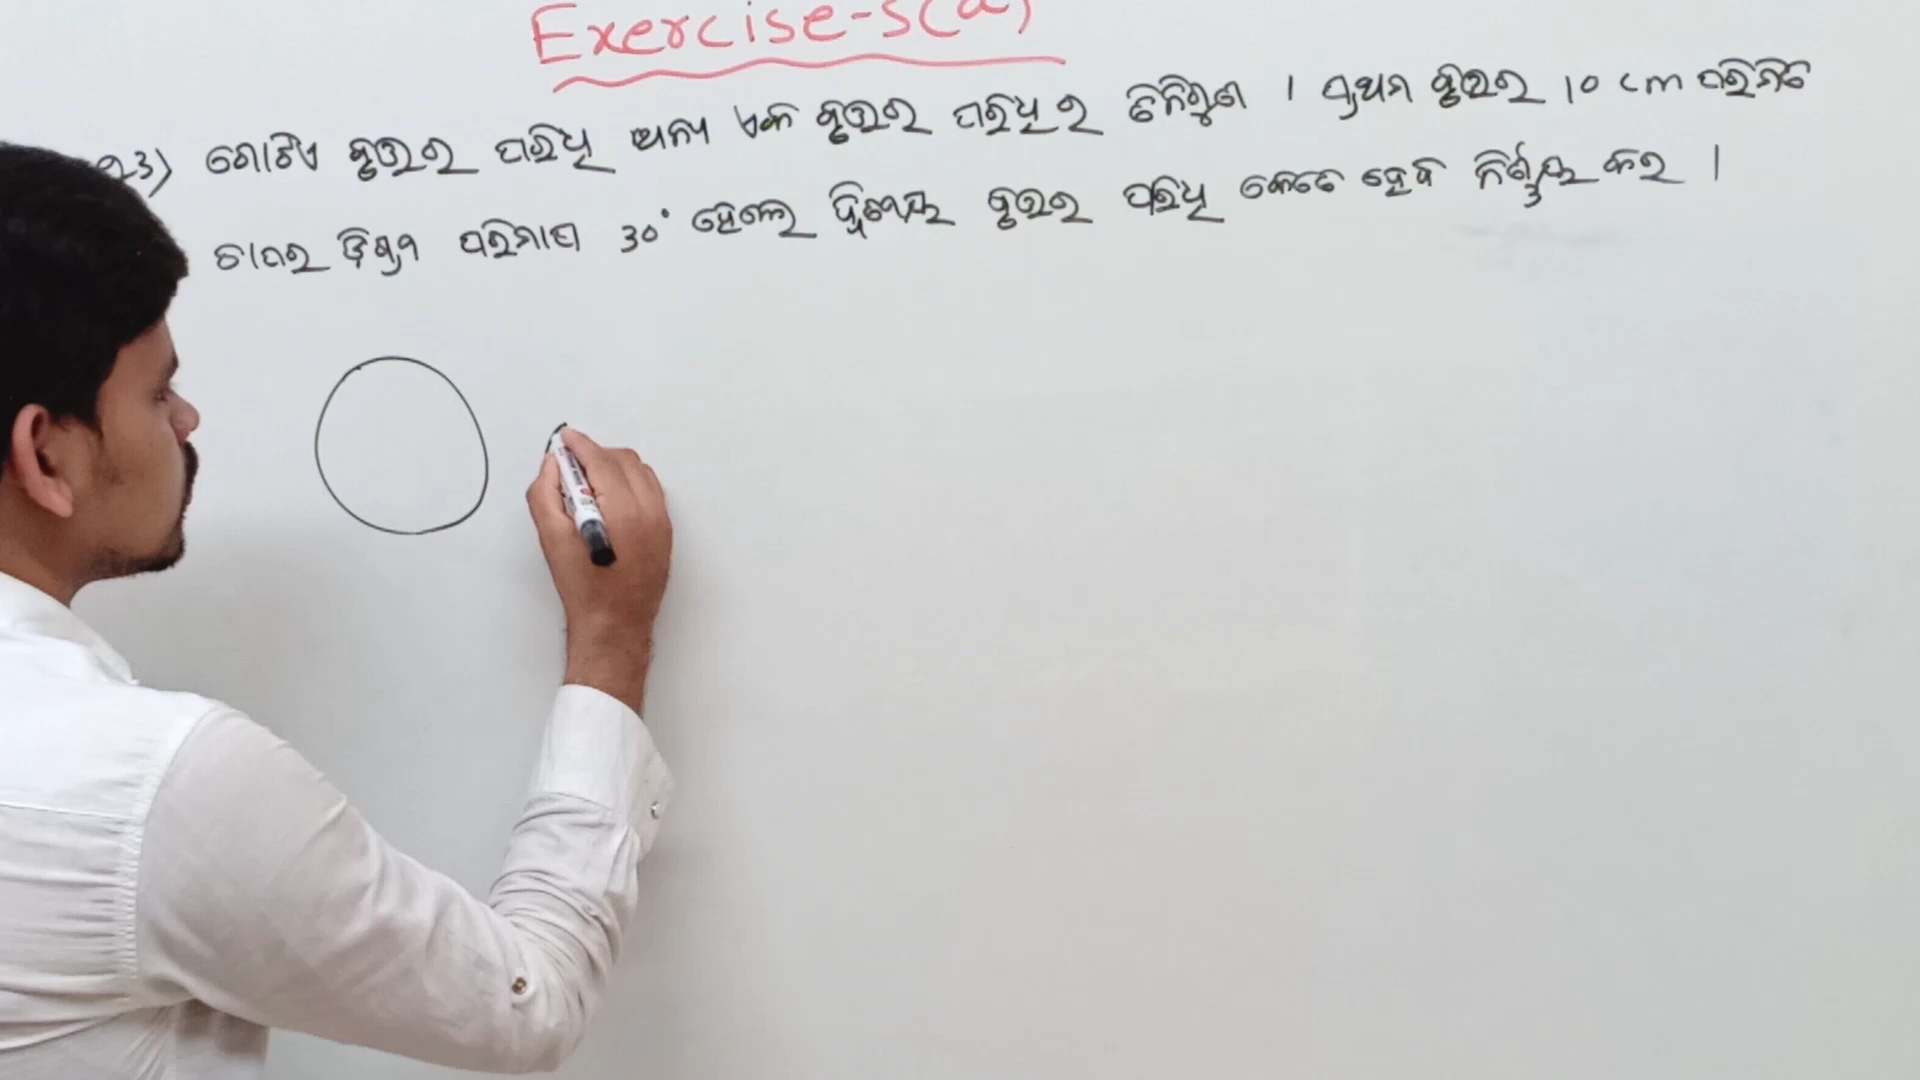 Exercise-5(a)
Q3) ଗୋଟିଏ ବୃତ୍ତର ପରିଧି ଅନ୍ୟ ଏକ ବୃତ୍ତର ପରିଧିର ତିନିଗୁଣ । ପ୍ରଥମ ବୃତ୍ତର 10 cm ପରିମିତ
ଚାପର ଡିଗ୍ରୀ ପରିମାପ 30° ହେଲେ ଦ୍ଵିତୀୟ ବୃତ୍ତର ପରିଧି କେତେ ହେବ ନିର୍ଣ୍ଣୟ କର ।